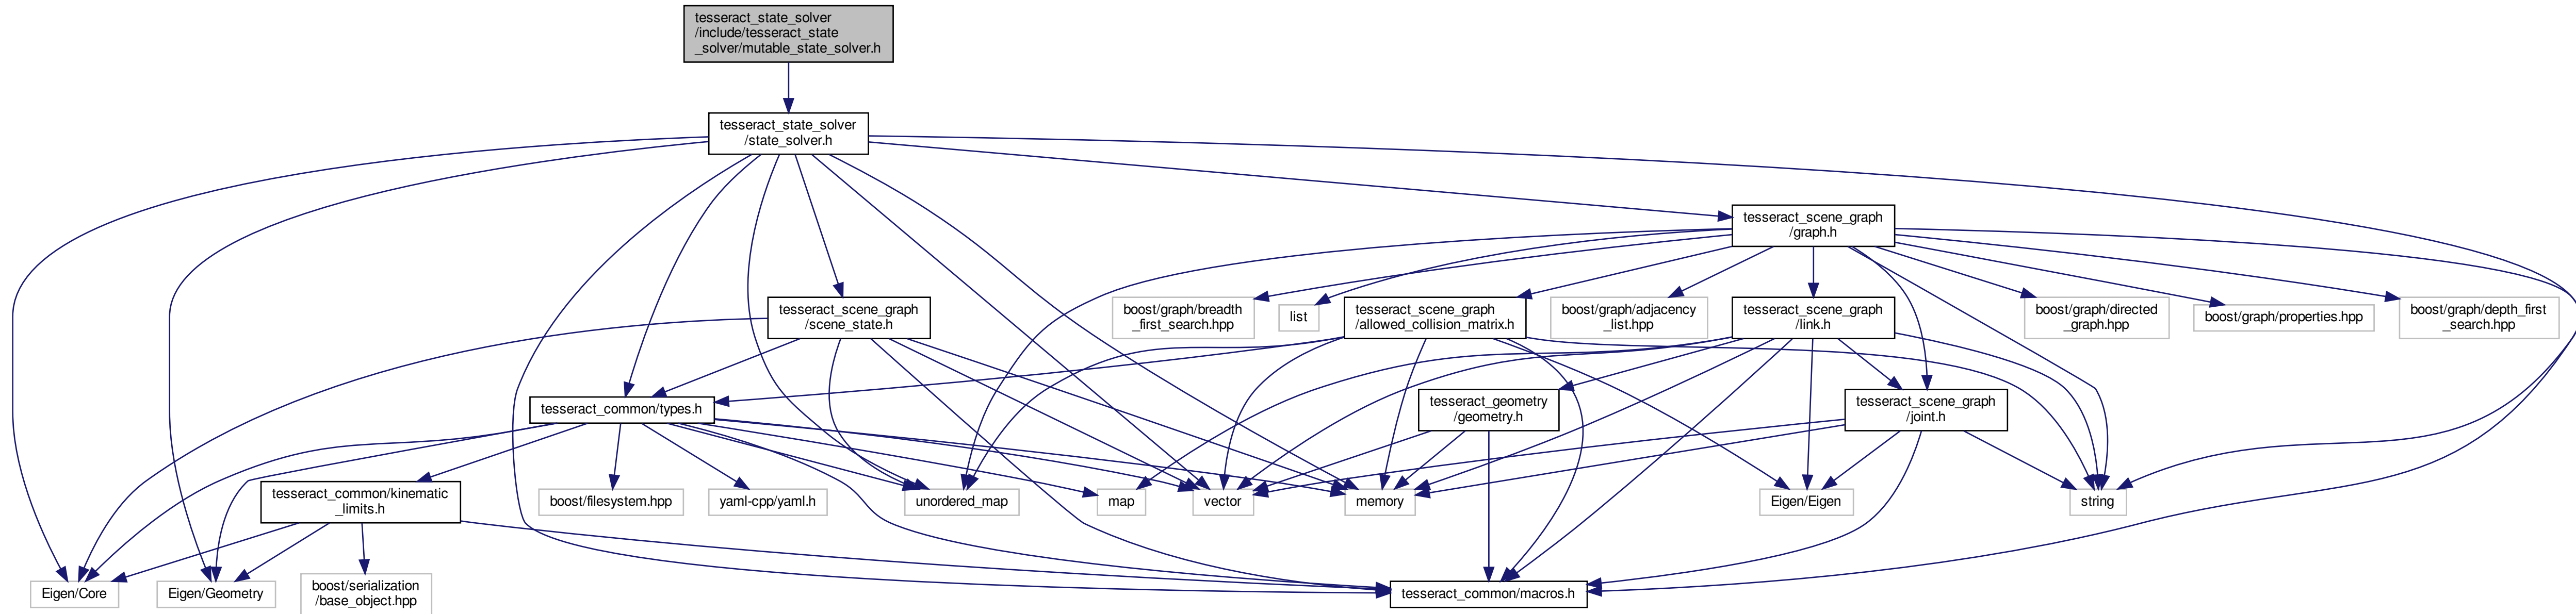 tesseract_state_solver
/include/tesseract_state
_solver/mutable_state_solver.h
tesseract_state_solver
/state_solver.h
tesseract_scene_graph
/graph.h
tesseract_scene_graph
/scene_state.h
boost/graph/breadth
_first_search.hpp
list
tesseract_scene_graph
/allowed_collision_matrix.h
boost/graph/adjacency
_list.hpp
tesseract_scene_graph
/link.h
boost/graph/directed
_graph.hpp
boost/graph/properties.hpp
boost/graph/depth_first
_search.hpp
tesseract_common/types.h
tesseract_geometry
/geometry.h
tesseract_scene_graph
/joint.h
tesseract_common/kinematic
_limits.h
boost/filesystem.hpp
yaml-cpp/yaml.h
unordered_map
map
vector
memory
Eigen/Eigen
string
Eigen/Core
Eigen/Geometry
boost/serialization
/base_object.hpp
tesseract_common/macros.h